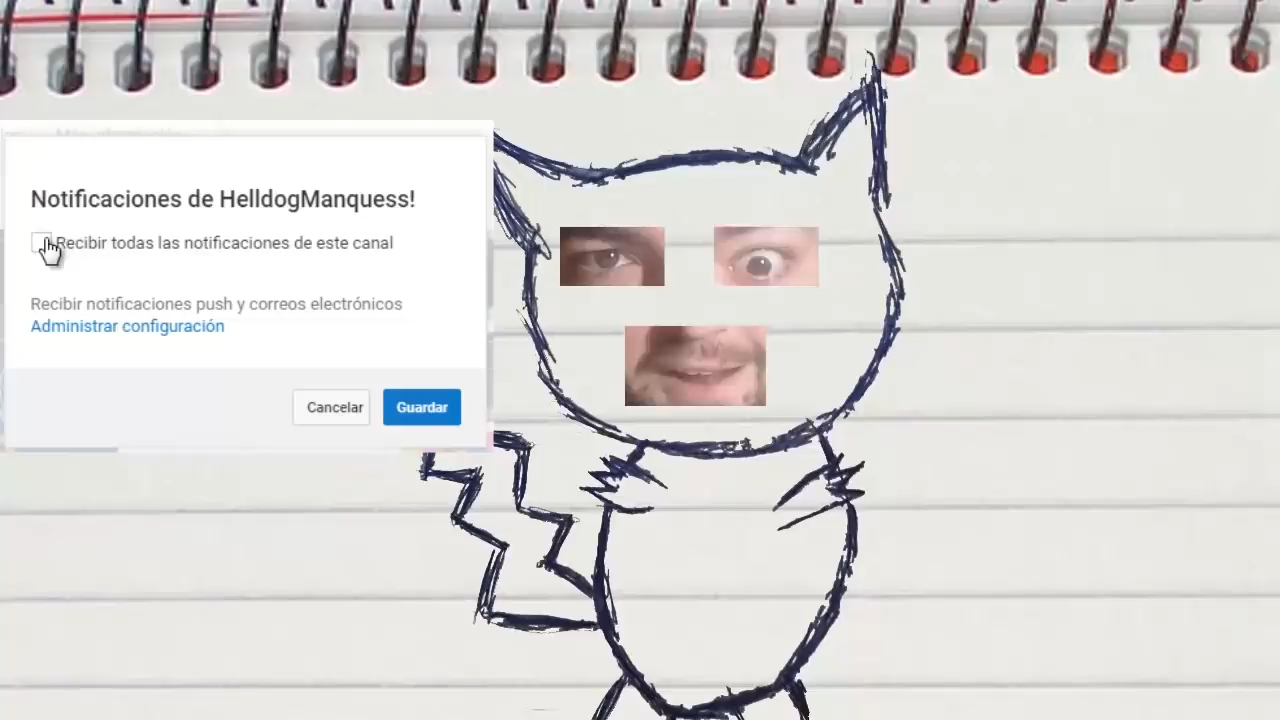 Notificaciones de HelldogManquess!
Recibir todas las notificaciones de este canal
Recibir notificaciones push y correos electrónicos
Administrar configuración
Cancelar
Guardar